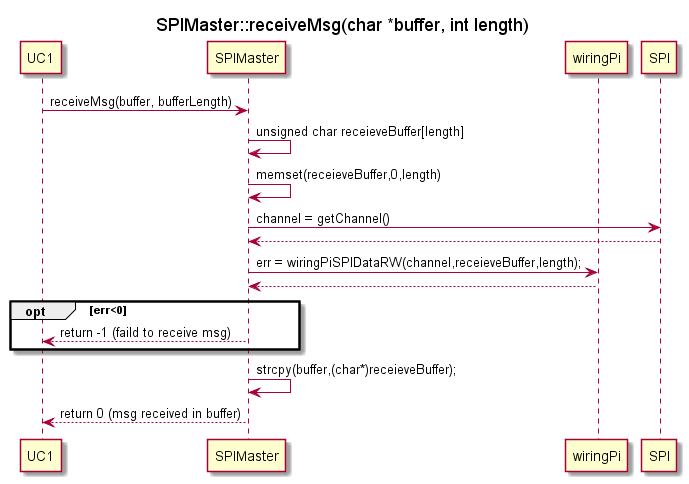 SPIMaster::receiveMsg(char *buffer, int length)
UC1 SPIMaster wiringPi SPI
receiveMsg(buffer, bufferLength)
unsigned char receieveBuffer[length]
memset(receieveBuffer,0,length)
channel = getChannel()
err = wiringPiSPIDataRW(channel,receieveBuffer,length);
opt [err<0]
return -1 (faild to receive msg)
strcpy(buffer,(char*)receieveBuffer);
return 0 (msg received in buffer)
UC1 SPIMaster wiringPi SPI